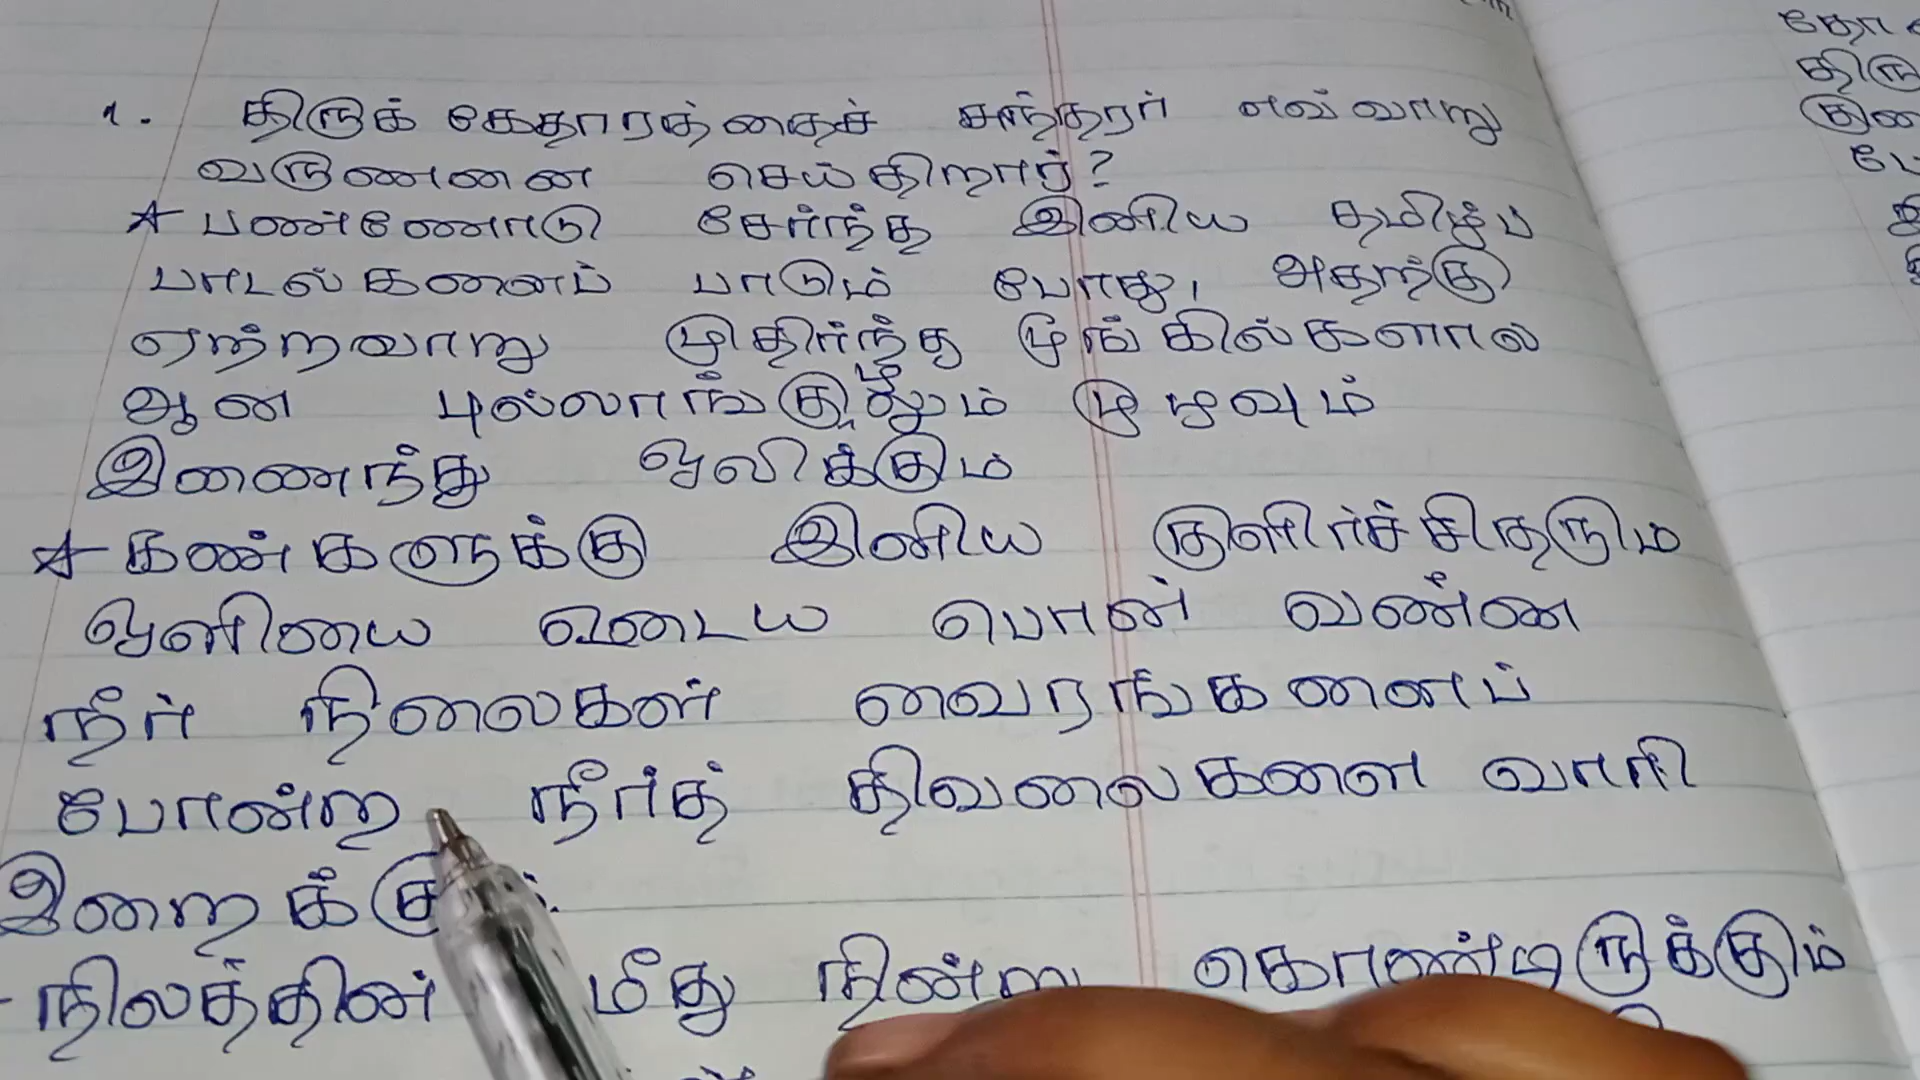 1. திருக் கேதாரத்தைச் சுந்தரர் எவ்வாறு
வருணனை செய்கிறார்?
☆ பண்ணோடு சேர்ந்த இனிய தமிழ்ப்
பாடல்களைப் பாடும் போது, அதற்கு
ஏற்றவாறு முதிர்ந்த மூங்கில்களால்
ஆன புல்லாங்குழலும் முழவும்
இணைந்து ஒலிக்கும்
☆ கண்களுக்கு இனிய குளிர்ச்சிதரும்
ஒளியை உடைய பொன் வண்ண
நீர் நிலைகள் வைரங்களைப்
போன்ற நீர்த் திவலைகளை வாரி
நிலத்தின் மீது நின்று கொண்டிருக்கும்